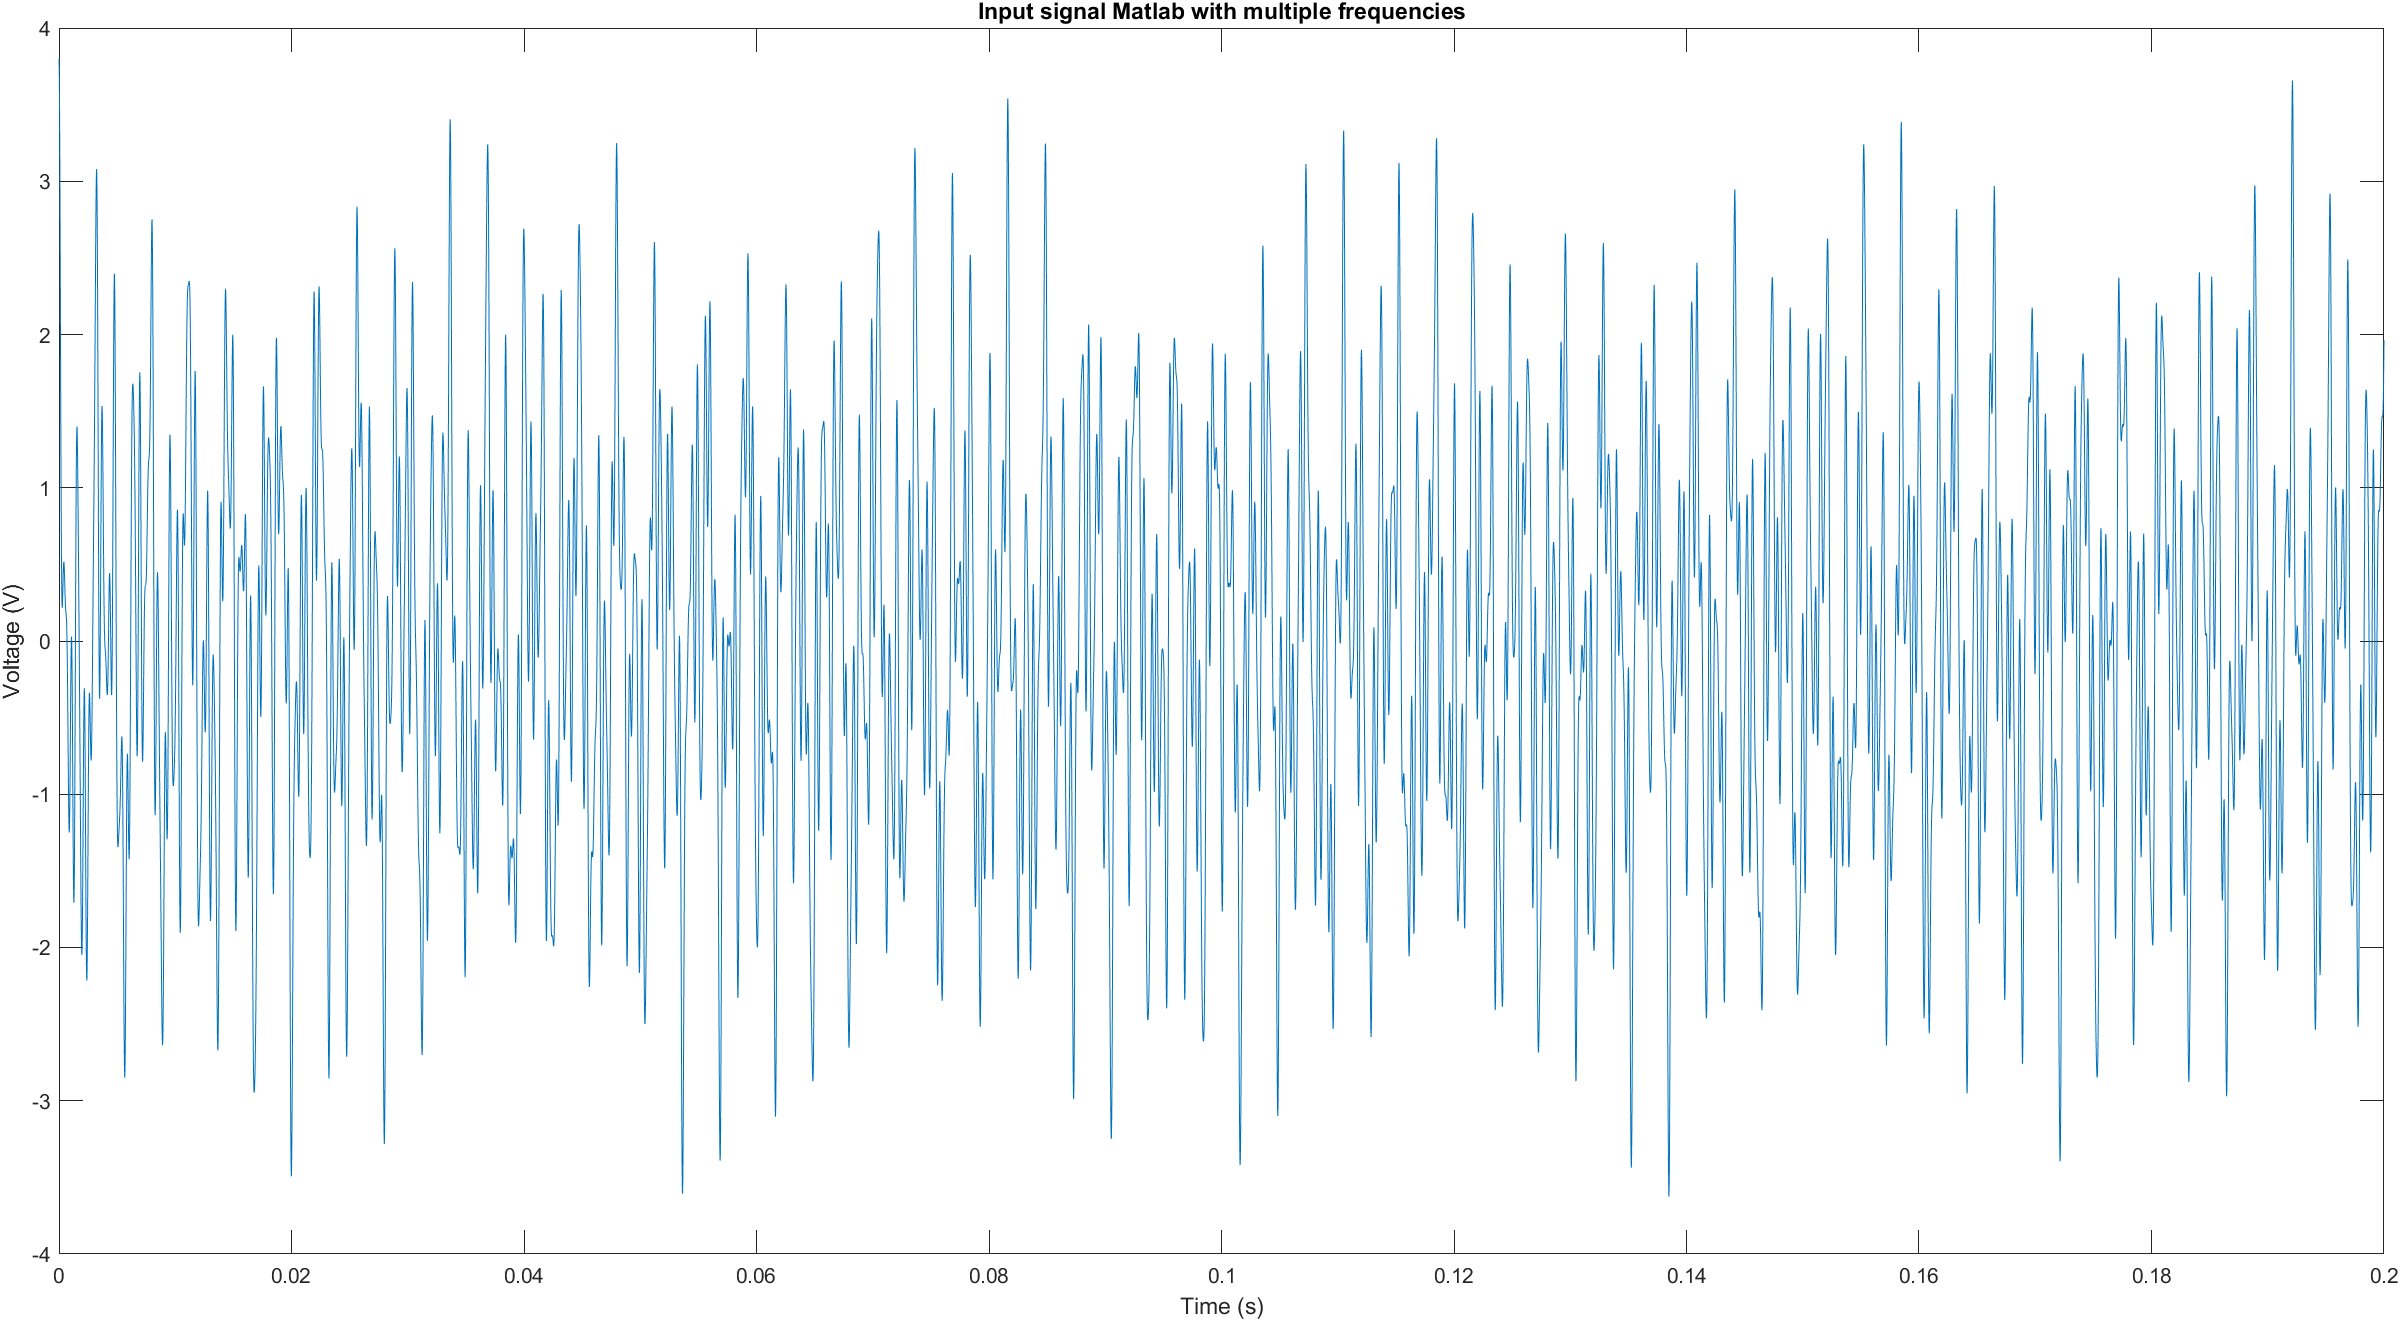 Input signal Matlab with multiple frequencies
4
3
2
1
0
-1
-2
-3
-4
Voltage (V)
0 0.02 0.04 0.06 0.08 0.1 0.12 0.14 0.16 0.18 0.2
Time (s)